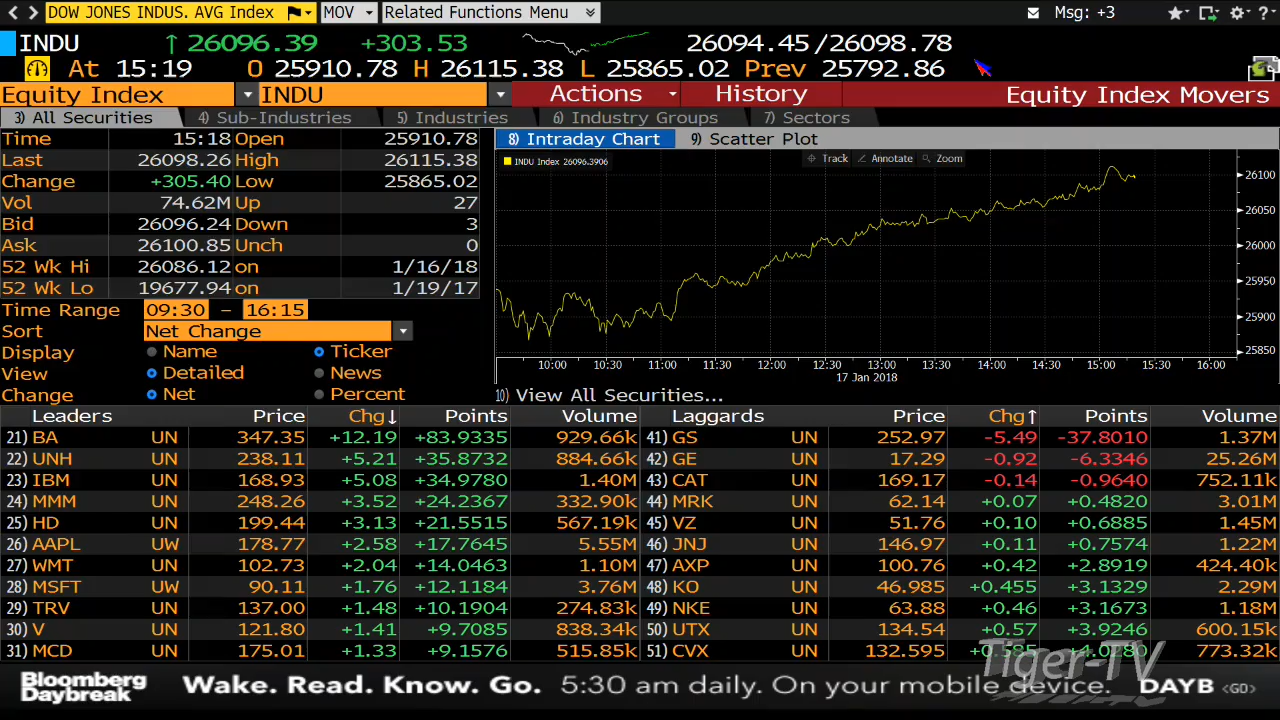 DOW JONES INDUS. AVG Index MOV Related Functions Menu Msg: +3
INDU ↑ 26096.39 +303.53 26094.45/26098.78
At 15:19 O 25910.78 H 26115.38 L 25865.02 Prev 25792.86
Equity Index INDU Actions History Equity Index Movers
3) All Securities 4) Sub-Industries 5) Industries 6) Industry Groups 7) Sectors
Time 15:18 Open 25910.78
Last 26098.26 High 26115.38
Change +305.40 Low 25865.02
Vol 74.62M Up 27
Bid 26096.24 Down 3
Ask 26100.85 Unch 0
52 Wk Hi 26086.12 on 1/16/18
52 Wk Lo 19677.94 on 1/19/17
Time Range 09:30 – 16:15
Sort Net Change
Display Name Ticker
View Detailed News
Change Net Percent
8) Intraday Chart 9) Scatter Plot
INDU Index 26096.3906 Track Annotate Zoom
26100
26050
26000
25950
25900
25850
10:00 10:30 11:00 11:30 12:00 12:30 13:00 13:30 14:00 14:30 15:00 15:30 16:00
17 Jan 2018
10) View All Securities...
Leaders Price Chg↓ Points Volume Laggards Price Chg↑ Points Volume
21) BA UN 347.35 +12.19 +83.9335 929.66k 41) GS UN 252.97 -5.49 -37.8010 1.37M
22) UNH UN 238.11 +5.21 +35.8732 884.66k 42) GE UN 17.29 -0.92 -6.3346 25.26M
23) IBM UN 168.93 +5.08 +34.9780 1.40M 43) CAT UN 169.17 -0.14 -0.9640 752.11k
24) MMM UN 248.26 +3.52 +24.2367 332.90k 44) MRK UN 62.14 +0.07 +0.4820 3.01M
25) HD UN 199.44 +3.13 +21.5515 567.19k 45) VZ UN 51.76 +0.10 +0.6885 1.45M
26) AAPL UW 178.77 +2.58 +17.7645 5.55M 46) JNJ UN 146.97 +0.11 +0.7574 1.22M
27) WMT UN 102.73 +2.04 +14.0463 1.10M 47) AXP UN 100.76 +0.42 +2.8919 424.40k
28) MSFT UW 90.11 +1.76 +12.1184 3.76M 48) KO UN 46.985 +0.455 +3.1329 2.29M
29) TRV UN 137.00 +1.48 +10.1904 274.83k 49) NKE UN 63.88 +0.46 +3.1673 1.18M
30) V UN 121.80 +1.41 +9.7085 838.34k 50) UTX UN 134.54 +0.57 +3.9246 600.15k
31) MCD UN 175.01 +1.33 +9.1576 515.85k 51) CVX UN 132.595 +0.585 +4.0280 773.32k
Tiger-TV
Bloomberg
Daybreak
Wake. Read. Know. Go. 5:30 am daily. On your mobile device. DAYB <GO>